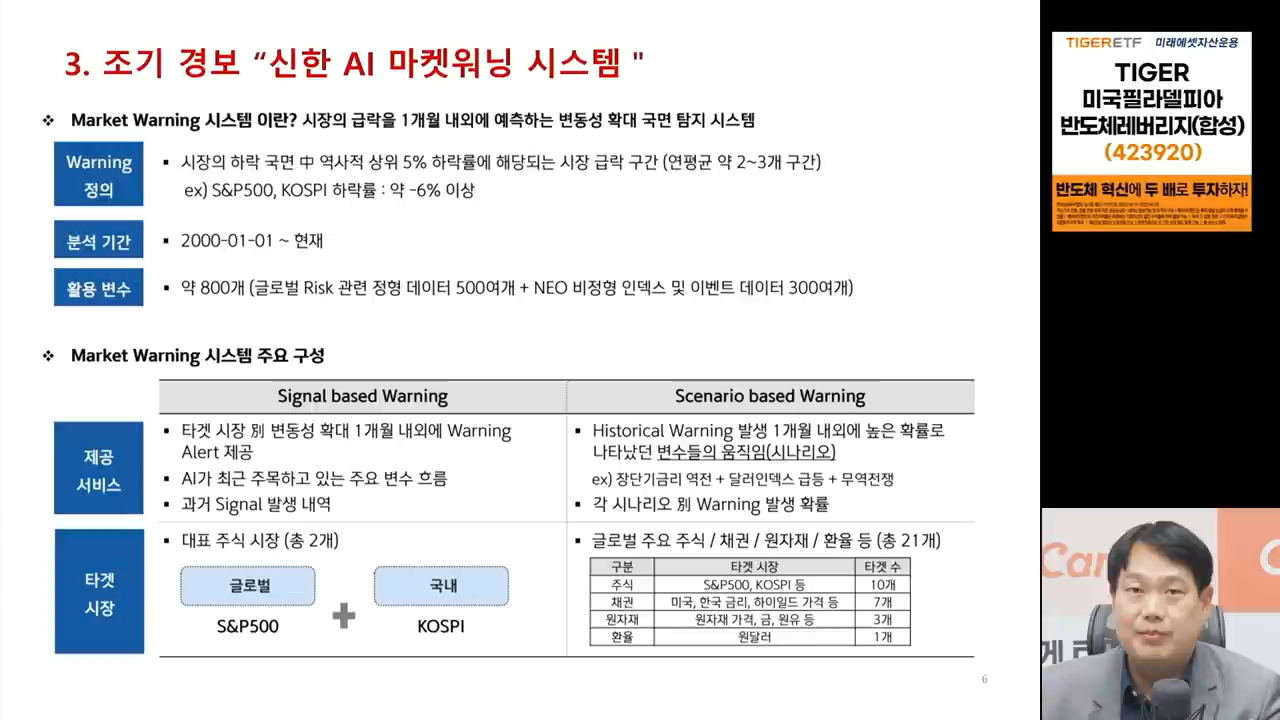 3. 조기 경보 “신한 AI 마켓워닝 시스템 "
❖ Market Warning 시스템 이란? 시장의 급락을 1개월 내외에 예측하는 변동성 확대 국면 탐지 시스템
Warning
정의
▪ 시장의 하락 국면 中 역사적 상위 5% 하락률에 해당되는 시장 급락 구간 (연평균 약 2~3개 구간)
ex) S&P500, KOSPI 하락률 : 약 -6% 이상
분석 기간
▪ 2000-01-01 ~ 현재
활용 변수
▪ 약 800개 (글로벌 Risk 관련 정형 데이터 500여개 + NEO 비정형 인덱스 및 이벤트 데이터 300여개)
❖ Market Warning 시스템 주요 구성
Signal based Warning
Scenario based Warning
제공
서비스
▪ 타겟 시장 別 변동성 확대 1개월 내외에 Warning
Alert 제공
▪ AI가 최근 주목하고 있는 주요 변수 흐름
▪ 과거 Signal 발생 내역
▪ Historical Warning 발생 1개월 내외에 높은 확률로
나타났던 변수들의 움직임(시나리오)
ex) 장단기금리 역전 + 달러인덱스 급등 + 무역전쟁
▪ 각 시나리오 別 Warning 발생 확률
타겟
시장
▪ 대표 주식 시장 (총 2개)
글로벌
국내
S&P500
KOSPI
▪ 글로벌 주요 주식 / 채권 / 원자재 / 환율 등 (총 21개)
구분 타겟 시장 타겟 수
주식 S&P500, KOSPI 등 10개
채권 미국, 한국 금리, 하이일드 가격 등 7개
원자재 원자재 가격, 금, 원유 등 3개
환율 원달러 1개
6
TIGER ETF 미래에셋자산운용
TIGER
미국필라델피아
반도체레버리지(합성)
(423920)
반도체 혁신에 두 배로 투자하자!